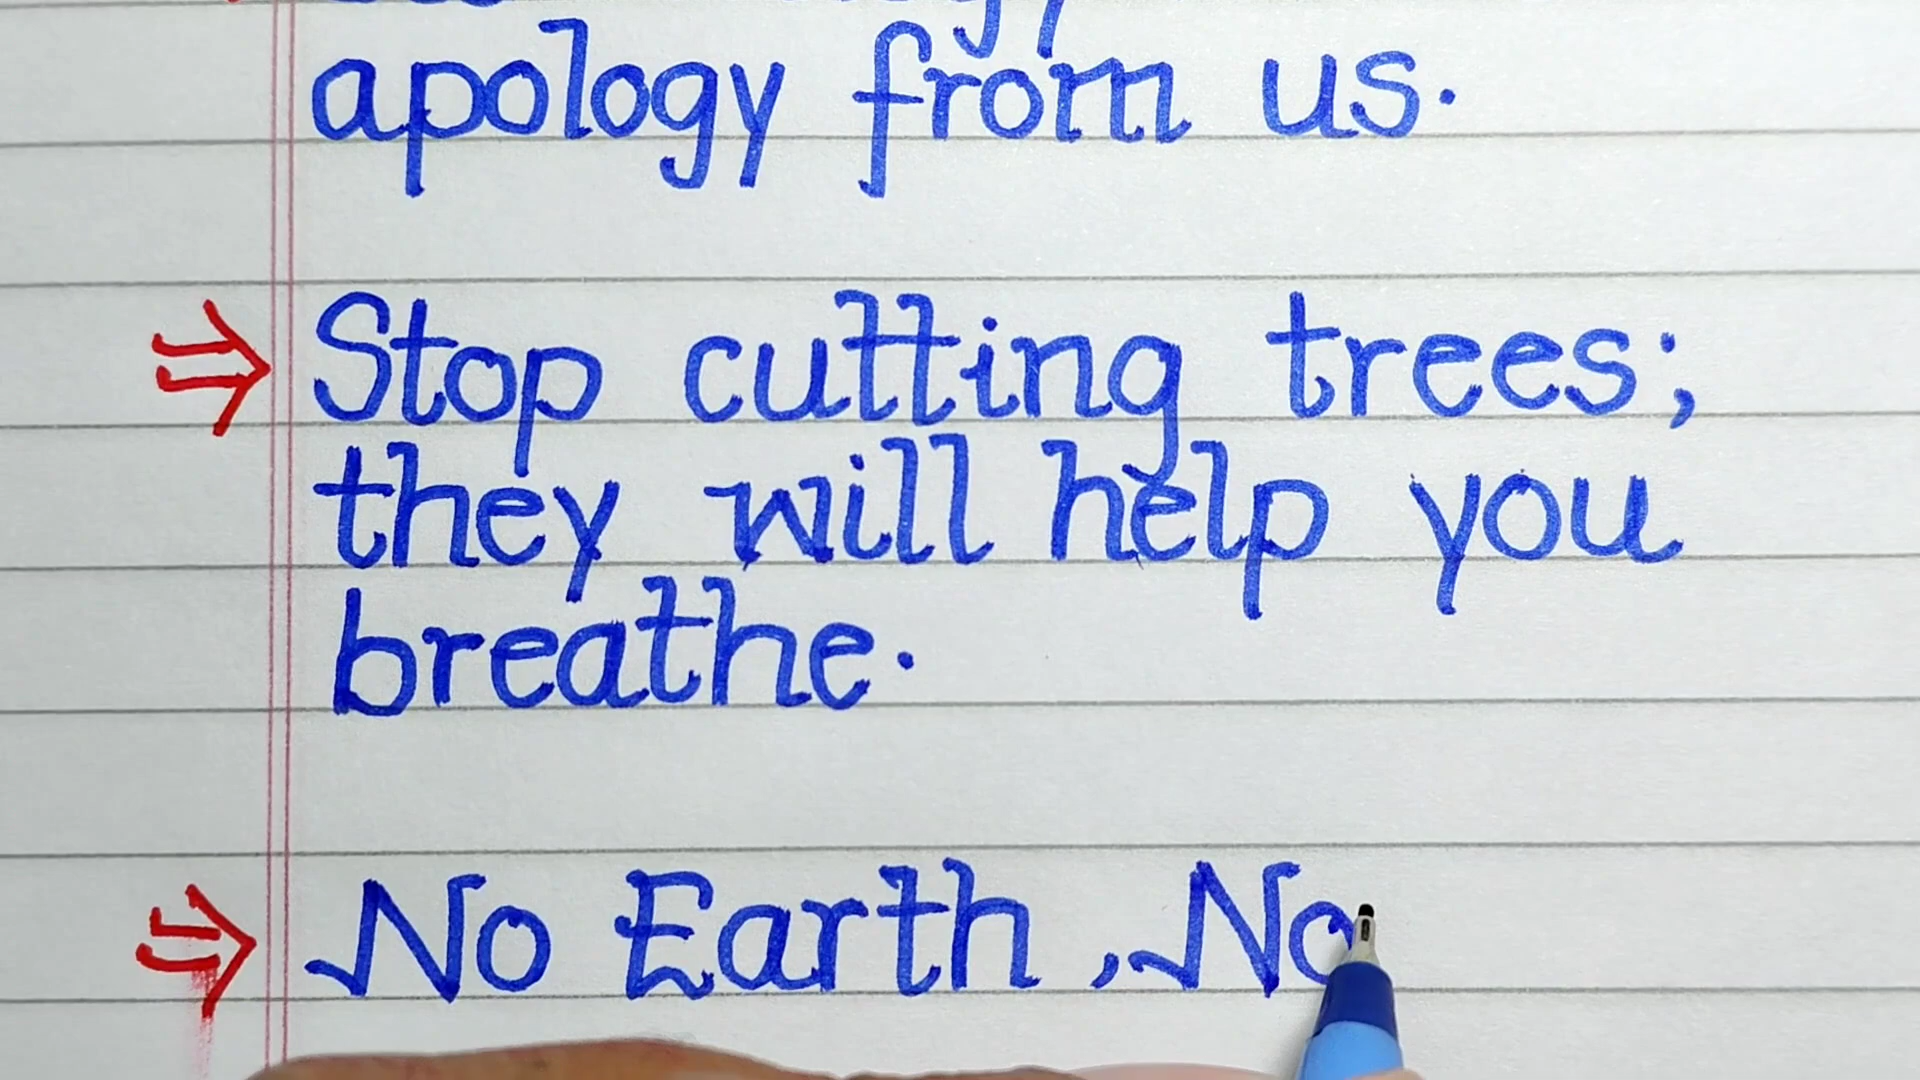 apology from us.
Stop cutting trees;
they will help you
breathe.
No Earth, No